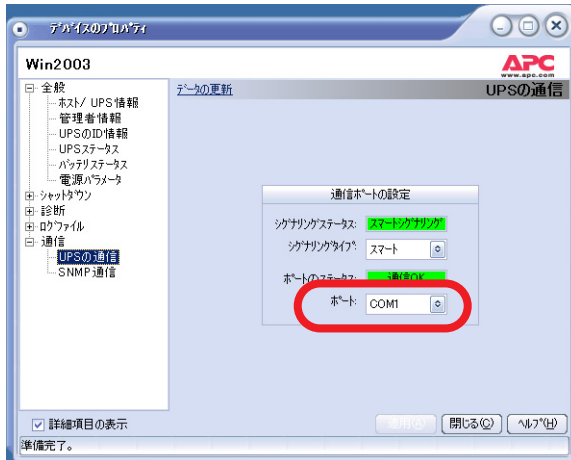 ﾃﾞﾊﾞｲｽのﾌﾟﾛﾊﾟﾃｨ
Win2003
APC
www.apc.com
ﾃﾞｰﾀの更新
UPSの通信
全般
ﾎｽﾄ/ UPS情報
管理者情報
UPSのID情報
UPSｽﾃｰﾀｽ
ﾊﾞｯﾃﾘｽﾃｰﾀｽ
電源ﾊﾟﾗﾒｰﾀ
ｼｬｯﾄﾀﾞｳﾝ
診断
ﾛｸﾞﾌｧｲﾙ
通信
UPSの通信
SNMP通信
通信ﾎﾟｰﾄの設定
ｼｸﾞﾅﾘﾝｸﾞｽﾃｰﾀｽ: ｽﾏｰﾄｼｸﾞﾅﾘﾝｸﾞ
ｼｸﾞﾅﾘﾝｸﾞﾀｲﾌﾟ: ｽﾏｰﾄ
ﾎﾟｰﾄのｽﾃｰﾀｽ: 通信OK
ﾎﾟｰﾄ: COM1
詳細項目の表示
適用(A) 閉じる(C) ﾍﾙﾌﾟ(H)
準備完了。